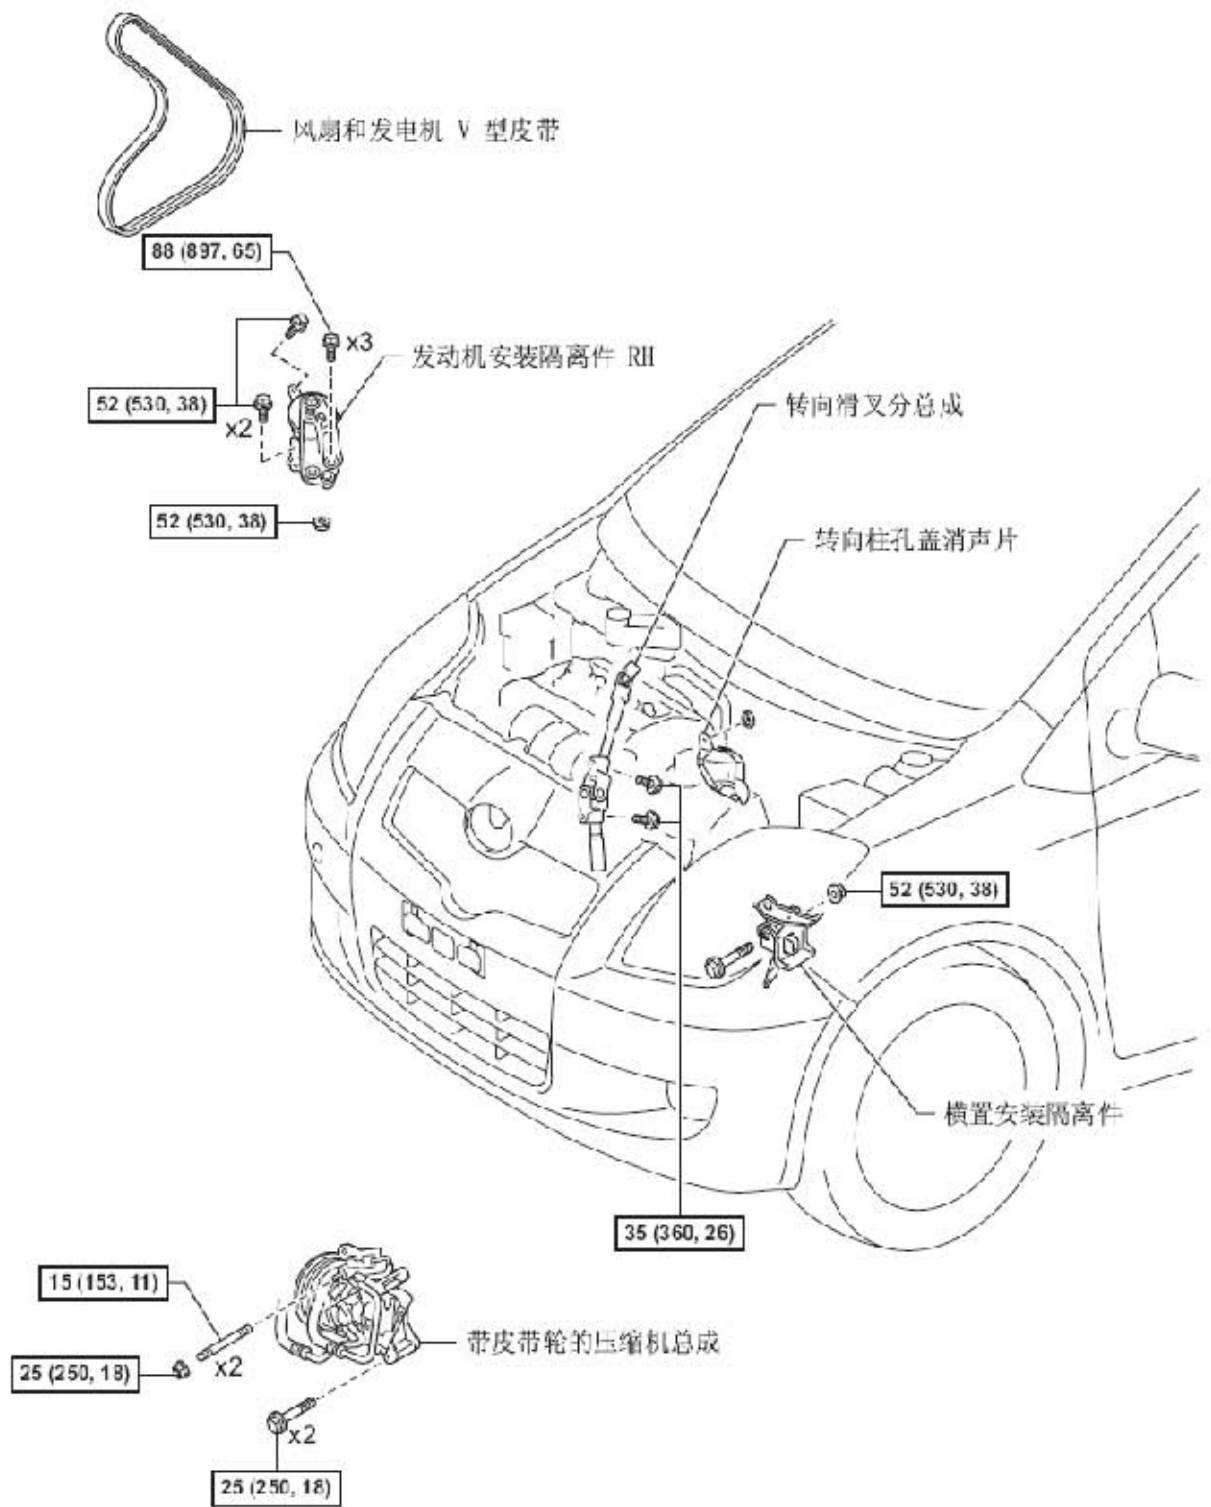 风扇和发电机 V 型皮带
88 (897, 65)
x3
发动机安装隔离件 RH
52 (530, 38)
x2
转向滑叉分总成
52 (530, 38)
转向柱孔盖消声片
52 (530, 38)
横置安装隔离件
35 (360, 26)
15 (153, 11)
带皮带轮的压缩机总成
25 (250, 18)
x2
x2
25 (250, 18)